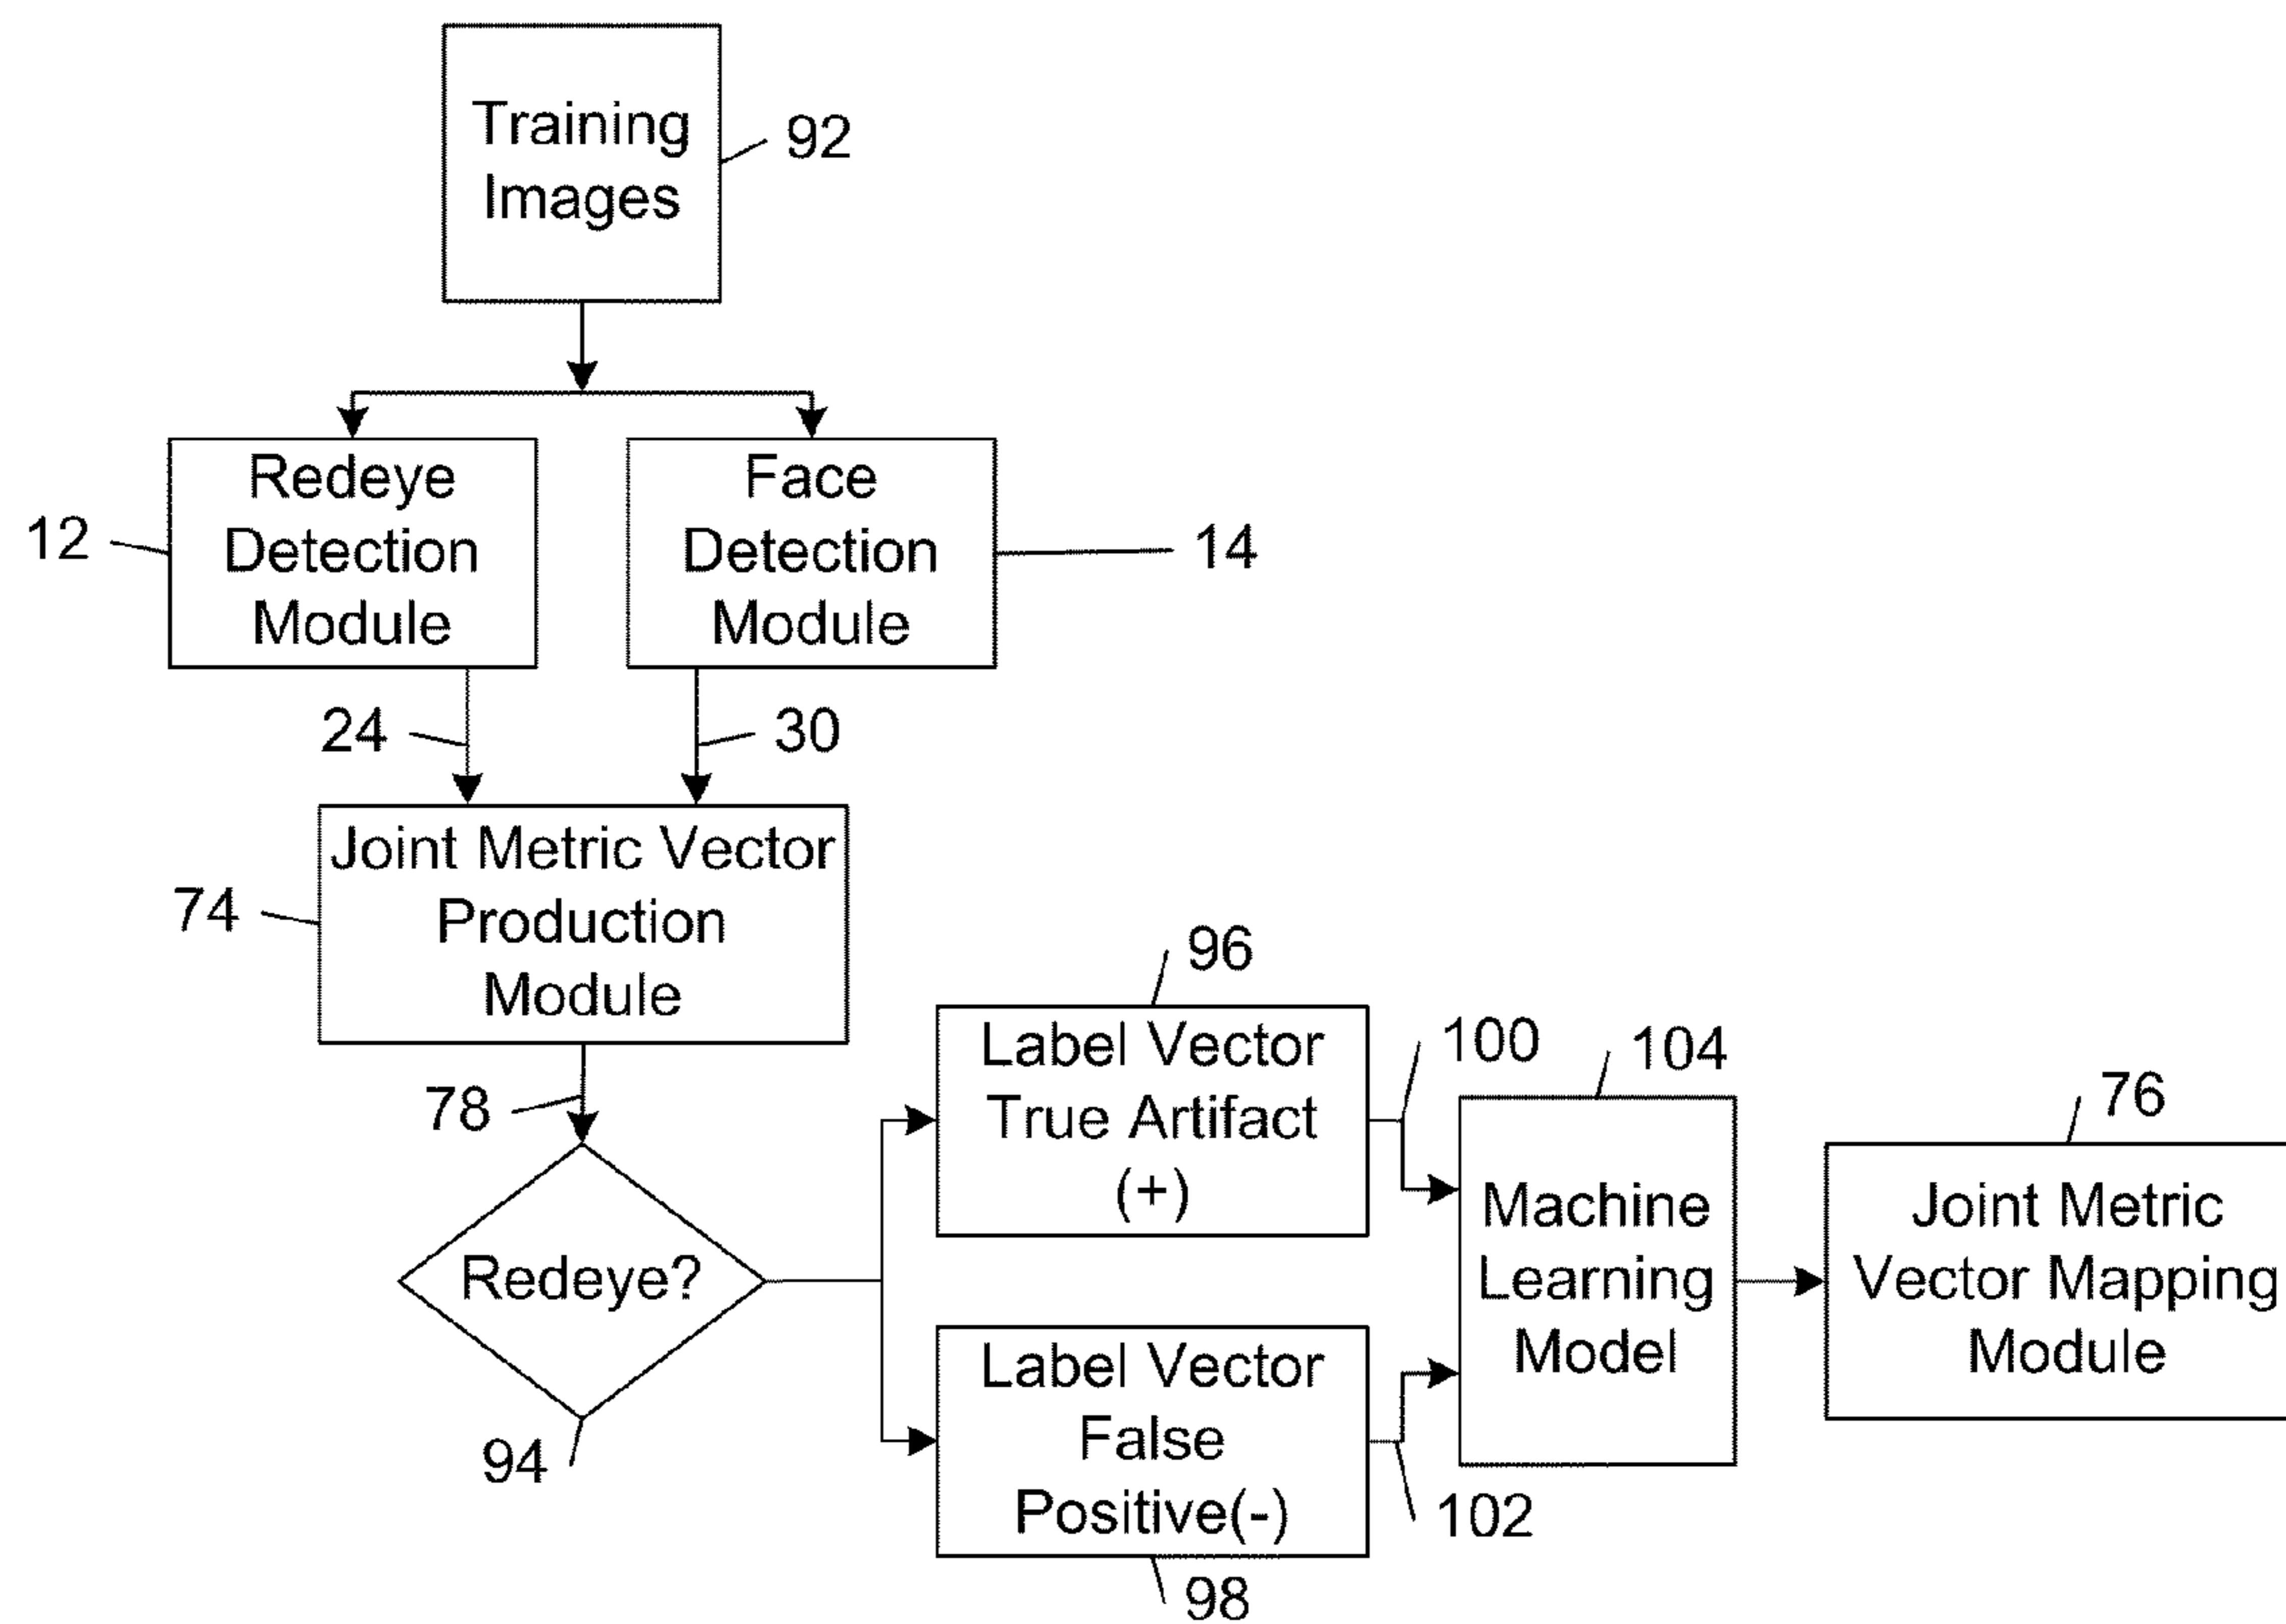 Training
Images
92
Redeye
Detection
Module
12
Face
Detection
Module
14
24
30
Joint Metric Vector
Production
Module
74
78
Redeye?
94
96
Label Vector
True Artifact
(+)
100
Label Vector
False
Positive(-)
98
102
104
Machine
Learning
Model
76
Joint Metric
Vector Mapping
Module